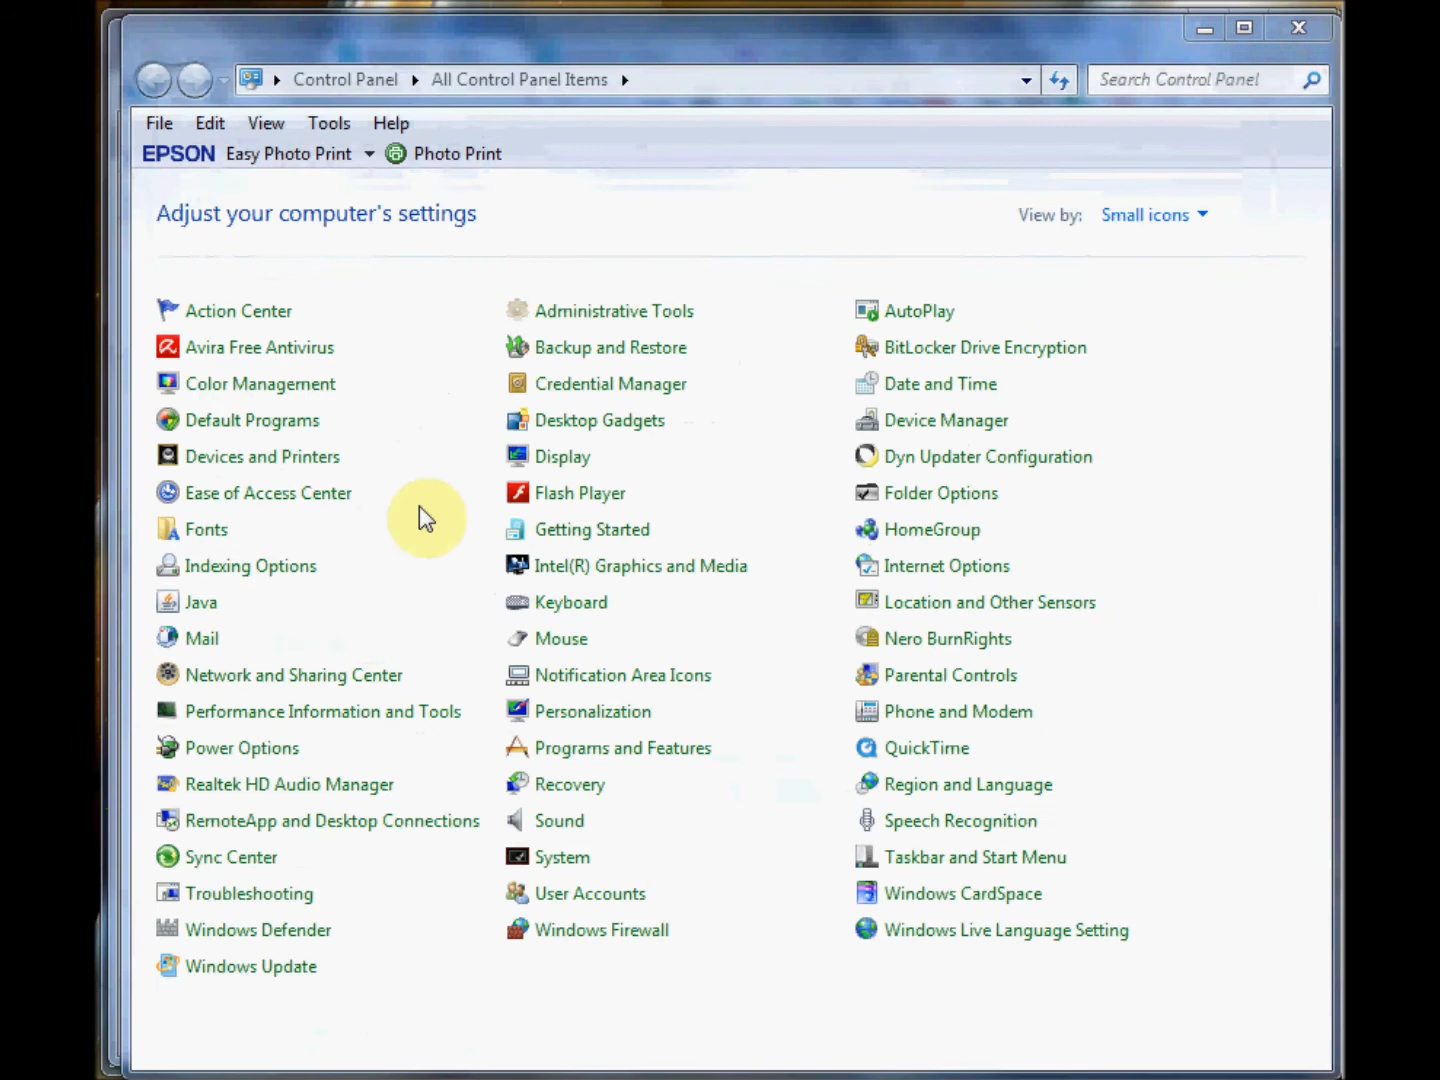 Control Panel All Control Panel Items Search Control Panel
File Edit View Tools Help
EPSON Easy Photo Print Photo Print
Adjust your computer's settings View by: Small icons
Action Center Administrative Tools AutoPlay
Avira Free Antivirus Backup and Restore BitLocker Drive Encryption
Color Management Credential Manager Date and Time
Default Programs Desktop Gadgets Device Manager
Devices and Printers Display Dyn Updater Configuration
Ease of Access Center Flash Player Folder Options
Fonts Getting Started HomeGroup
Indexing Options Intel(R) Graphics and Media Internet Options
Java Keyboard Location and Other Sensors
Mail Mouse Nero BurnRights
Network and Sharing Center Notification Area Icons Parental Controls
Performance Information and Tools Personalization Phone and Modem
Power Options Programs and Features QuickTime
Realtek HD Audio Manager Recovery Region and Language
RemoteApp and Desktop Connections Sound Speech Recognition
Sync Center System Taskbar and Start Menu
Troubleshooting User Accounts Windows CardSpace
Windows Defender Windows Firewall Windows Live Language Setting
Windows Update